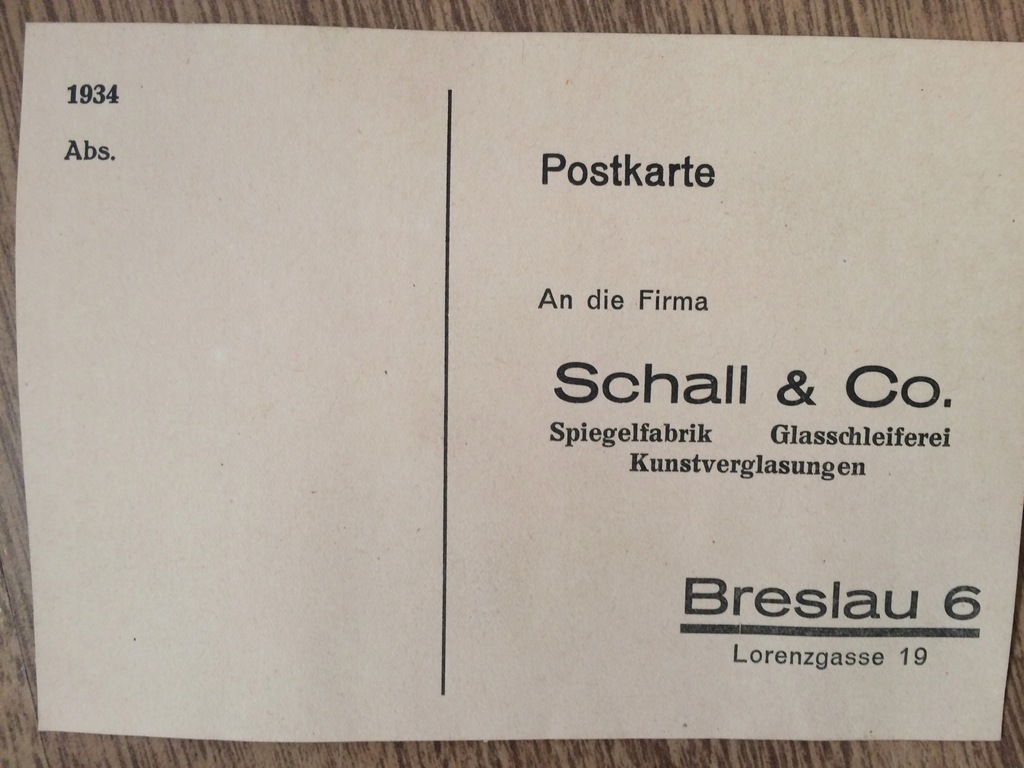 1934
Abs.
Postkarte
An die Firma
Schall & Co.
Spiegelfabrik Glasschleiferei
Kunstverglasungen
Breslau 6
Lorenzgasse 19